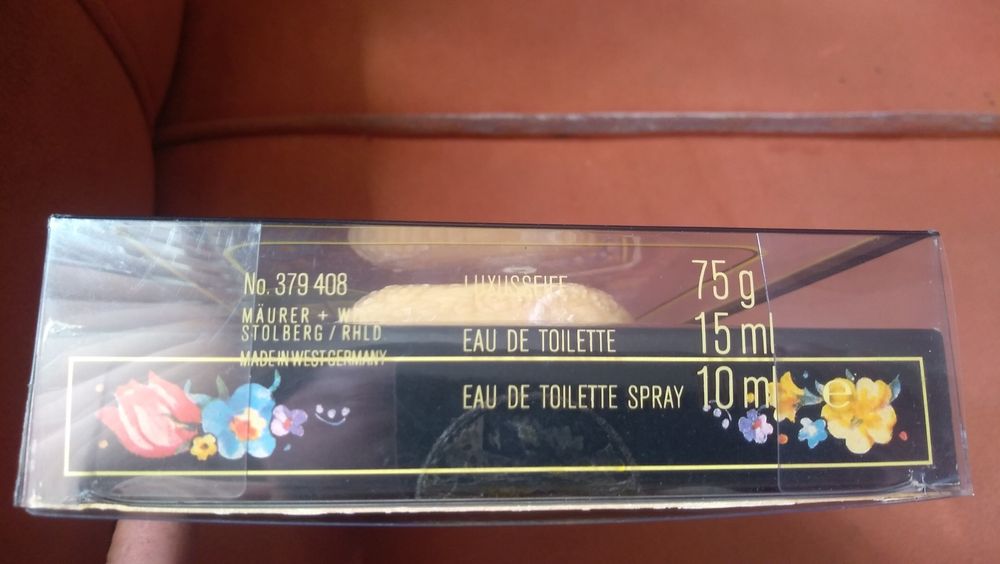 No. 379 408
MÄURER + W
STOLBERG / RHLD
MADE IN WEST GERMANY
LUXUSSEIFE 75 g
EAU DE TOILETTE 15 ml
EAU DE TOILETTE SPRAY 10 ml e